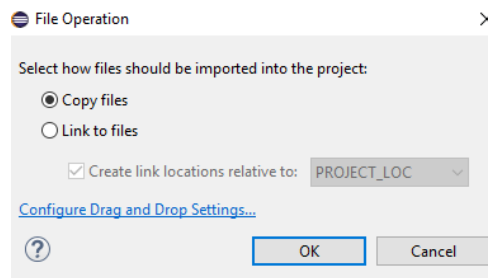 File Operation
Select how files should be imported into the project:
Copy files
Link to files
Create link locations relative to: PROJECT_LOC
Configure Drag and Drop Settings...
?
OK Cancel